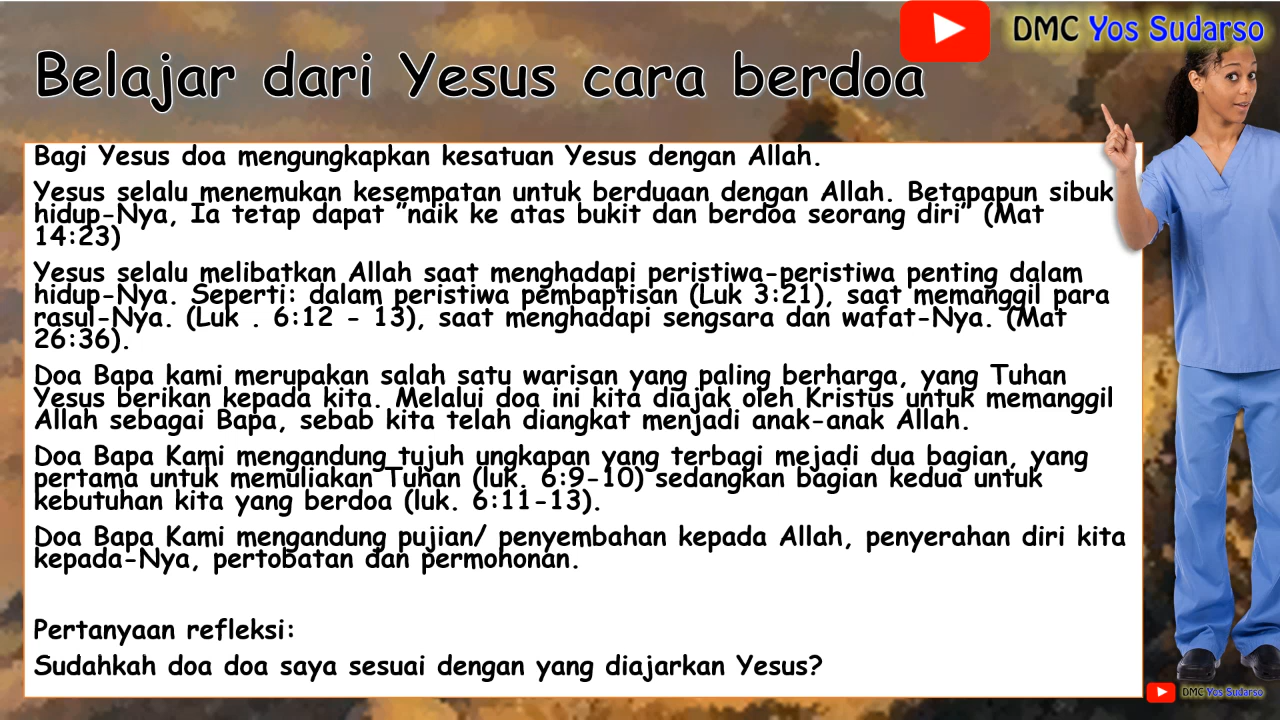 DMC Yos Sudarso
Belajar dari Yesus cara berdoa
Bagi Yesus doa mengungkapkan kesatuan Yesus dengan Allah.
Yesus selalu menemukan kesempatan untuk berduaan dengan Allah. Betapapun sibuk
hidup-Nya, Ia tetap dapat “naik ke atas bukit dan berdoa seorang diri” (Mat
14:23)
Yesus selalu melibatkan Allah saat menghadapi peristiwa-peristiwa penting dalam
hidup-Nya. Seperti: dalam peristiwa pembaptisan (Luk 3:21), saat memanggil para
rasul-Nya. (Luk . 6:12 - 13), saat menghadapi sengsara dan wafat-Nya. (Mat
26:36).
Doa Bapa kami merupakan salah satu warisan yang paling berharga, yang Tuhan
Yesus berikan kepada kita. Melalui doa ini kita diajak oleh Kristus untuk memanggil
Allah sebagai Bapa, sebab kita telah diangkat menjadi anak-anak Allah.
Doa Bapa Kami mengandung tujuh ungkapan yang terbagi mejadi dua bagian, yang
pertama untuk memuliakan Tuhan (luk. 6:9-10) sedangkan bagian kedua untuk
kebutuhan kita yang berdoa (luk. 6:11-13).
Doa Bapa Kami mengandung pujian/ penyembahan kepada Allah, penyerahan diri kita
kepada-Nya, pertobatan dan permohonan.
Pertanyaan refleksi:
Sudahkah doa doa saya sesuai dengan yang diajarkan Yesus?
DMC Yos Sudarso